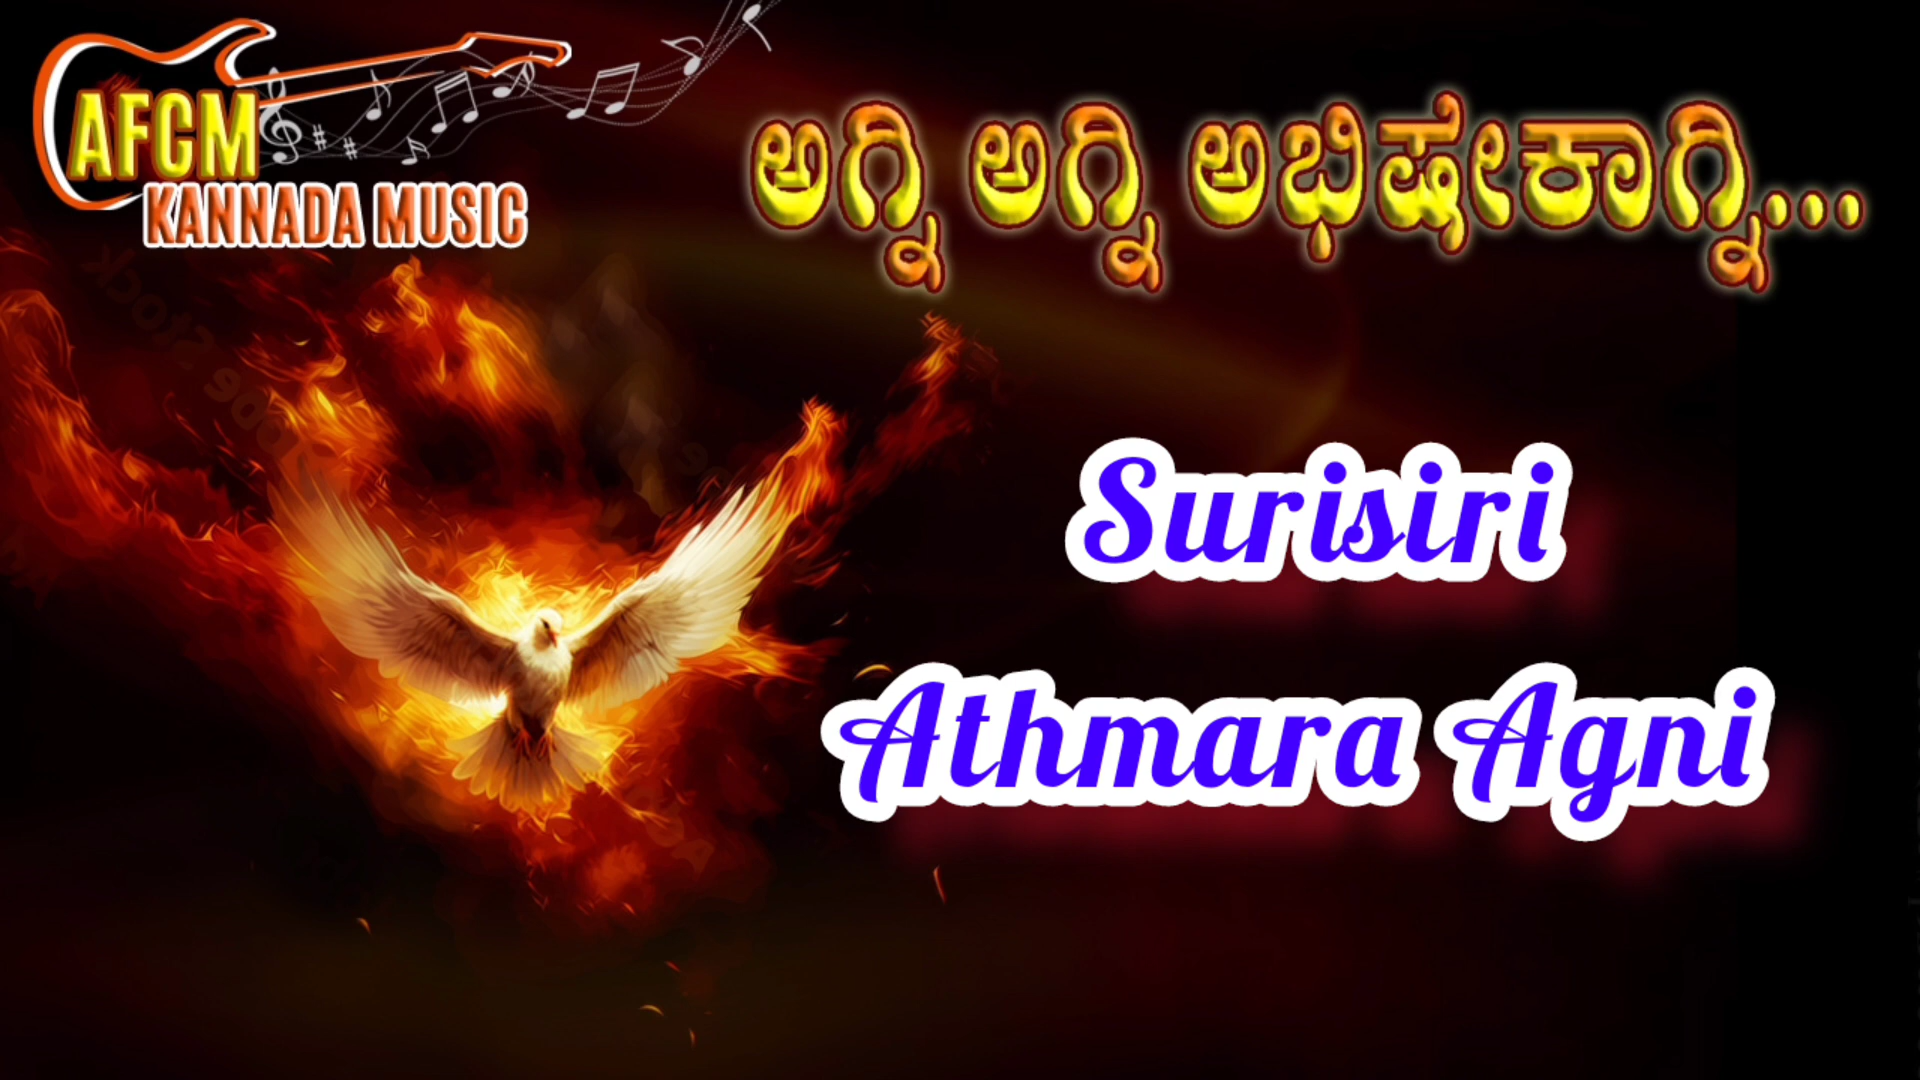 AFCM
KANNADA MUSIC
ಅಗ್ನಿ ಅಗ್ನಿ ಅಭಿಷೇಕಾಗ್ನಿ...
Surisiri
Athmara Agni